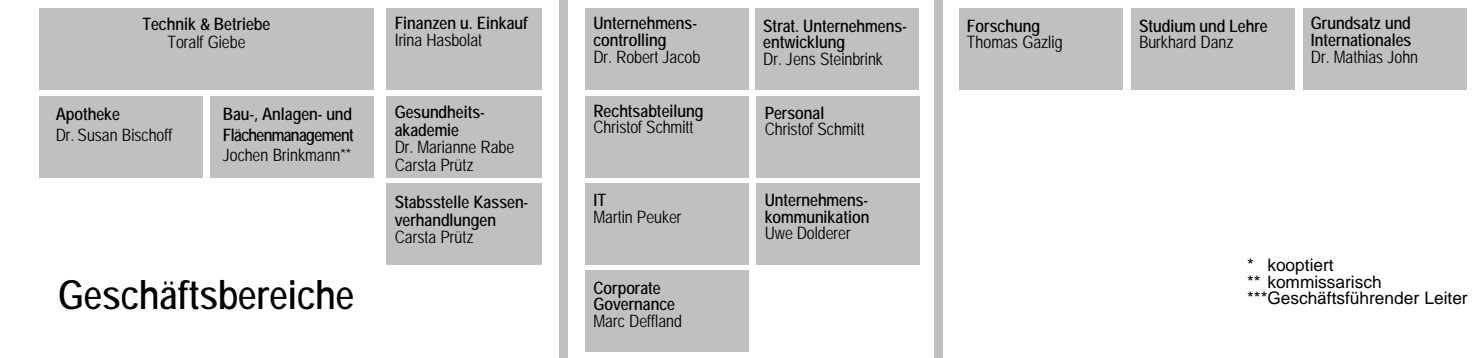 Technik & Betriebe
Toralf Giebe
Finanzen u. Einkauf
Irina Hasbolat
Apotheke
Dr. Susan Bischoff
Bau-, Anlagen- und
Flächenmanagement
Jochen Brinkmann**
Gesundheits-
akademie
Dr. Marianne Rabe
Carsta Prütz
Stabsstelle Kassen-
verhandlungen
Carsta Prütz
Geschäftsbereiche
Unternehmens-
controlling
Dr. Robert Jacob
Strat. Unternehmens-
entwicklung
Dr. Jens Steinbrink
Rechtsabteilung
Christof Schmitt
Personal
Christof Schmitt
IT
Martin Peuker
Unternehmens-
kommunikation
Uwe Dolderer
Corporate
Governance
Marc Deffland
Forschung
Thomas Gazlig
Studium und Lehre
Burkhard Danz
Grundsatz und
Internationales
Dr. Mathias John
* kooptiert
** kommissarisch
***Geschäftsführender Leiter